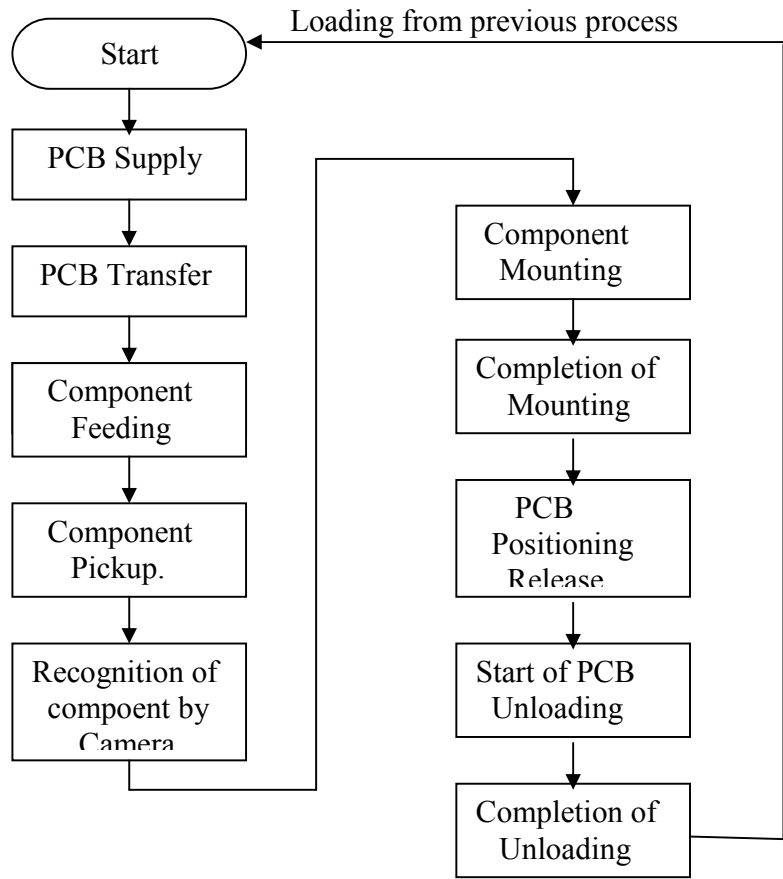 Loading from previous process
Start
PCB Supply
PCB Transfer
Component
Feeding
Component
Pickup.
Recognition of
compoent by
Camera
Component
Mounting
Completion of
Mounting
PCB
Positioning
Release
Start of PCB
Unloading
Completion of
Unloading